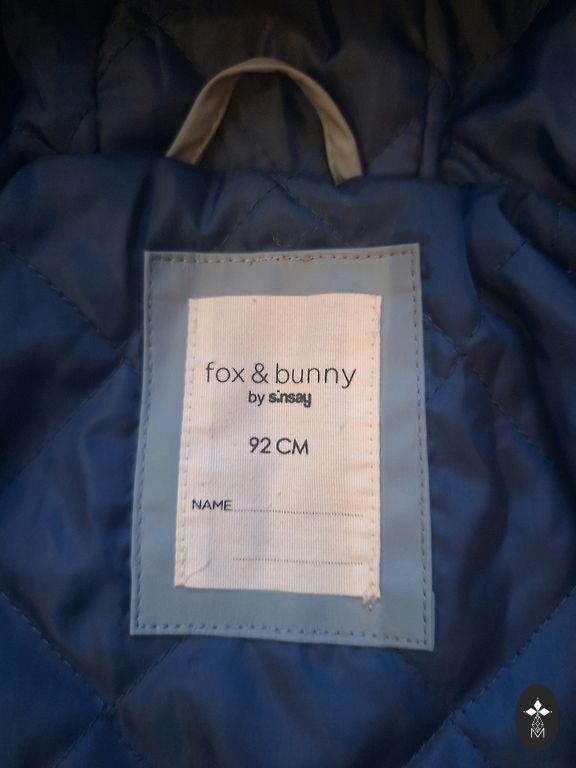 fox & bunny
by sinsay
92 CM
NAME
M